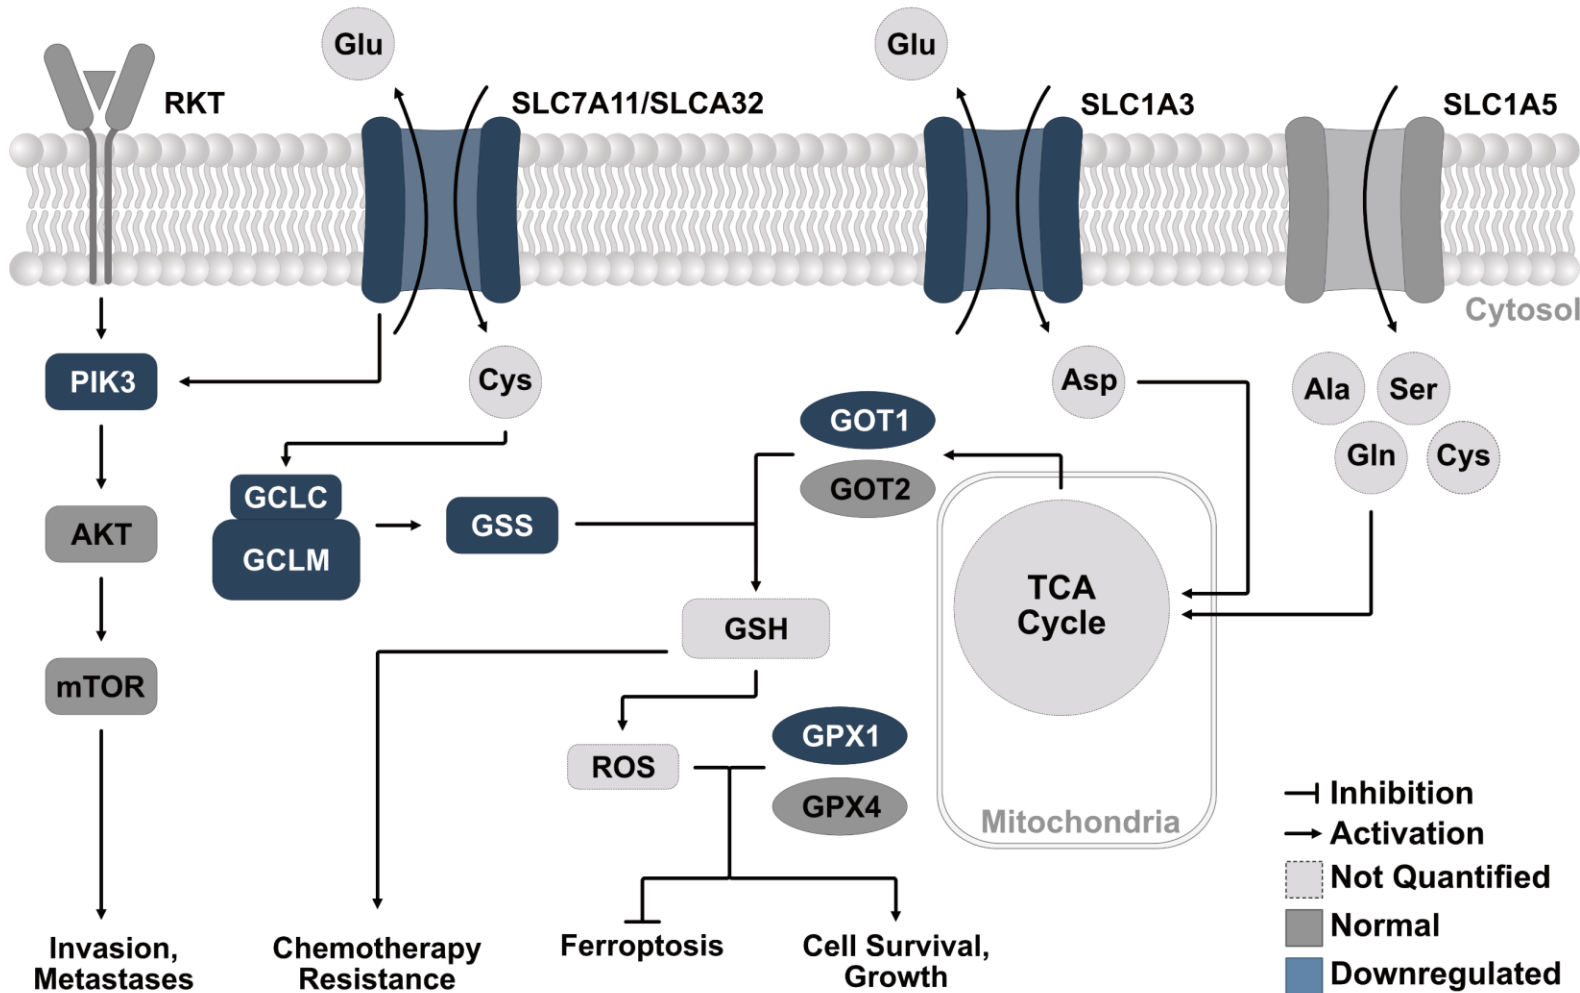 Glu
Glu
RKT
SLC7A11/SLCA32
SLC1A3
SLC1A5
Cytosol
PIK3
Cys
Asp
Ala
Ser
Gln
Cys
GOT1
GOT2
GCLC
GCLM
GSS
AKT
TCA
Cycle
GSH
mTOR
ROS
GPX1
GPX4
Mitochondria
Inhibition
Activation
Not Quantified
Normal
Downregulated
Invasion,
Metastases
Chemotherapy
Resistance
Ferroptosis
Cell Survival,
Growth